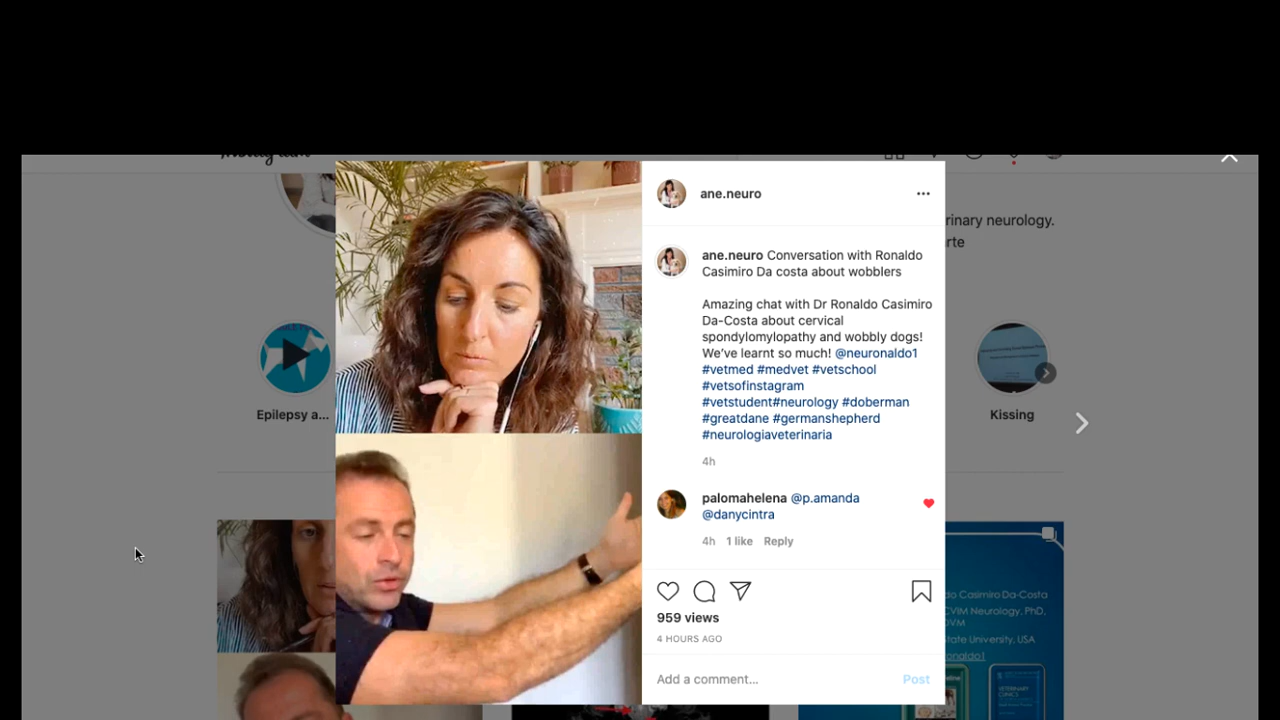 Instagram
ane.neuro
rinary neurology.
rte
ane.neuro Conversation with Ronaldo
Casimiro Da costa about wobblers
Amazing chat with Dr Ronaldo Casimiro
Da-Costa about cervical
spondylomylopathy and wobbly dogs!
We've learnt so much! @neuronaldo1
#vetmed #medvet #vetschool
#vetsofinstagram
#vetstudent#neurology #doberman
#greatdane #germanshepherd
#neurologiaveterinaria
4h
Epilepsy a...
Kissing
palomahelena @p.amanda
@danycintra
4h 1 like Reply
959 views
4 HOURS AGO
Add a comment... Post
do Casimiro Da-Costa
CVIM Neurology. PhD,
DVM
State University, USA
onaldo1